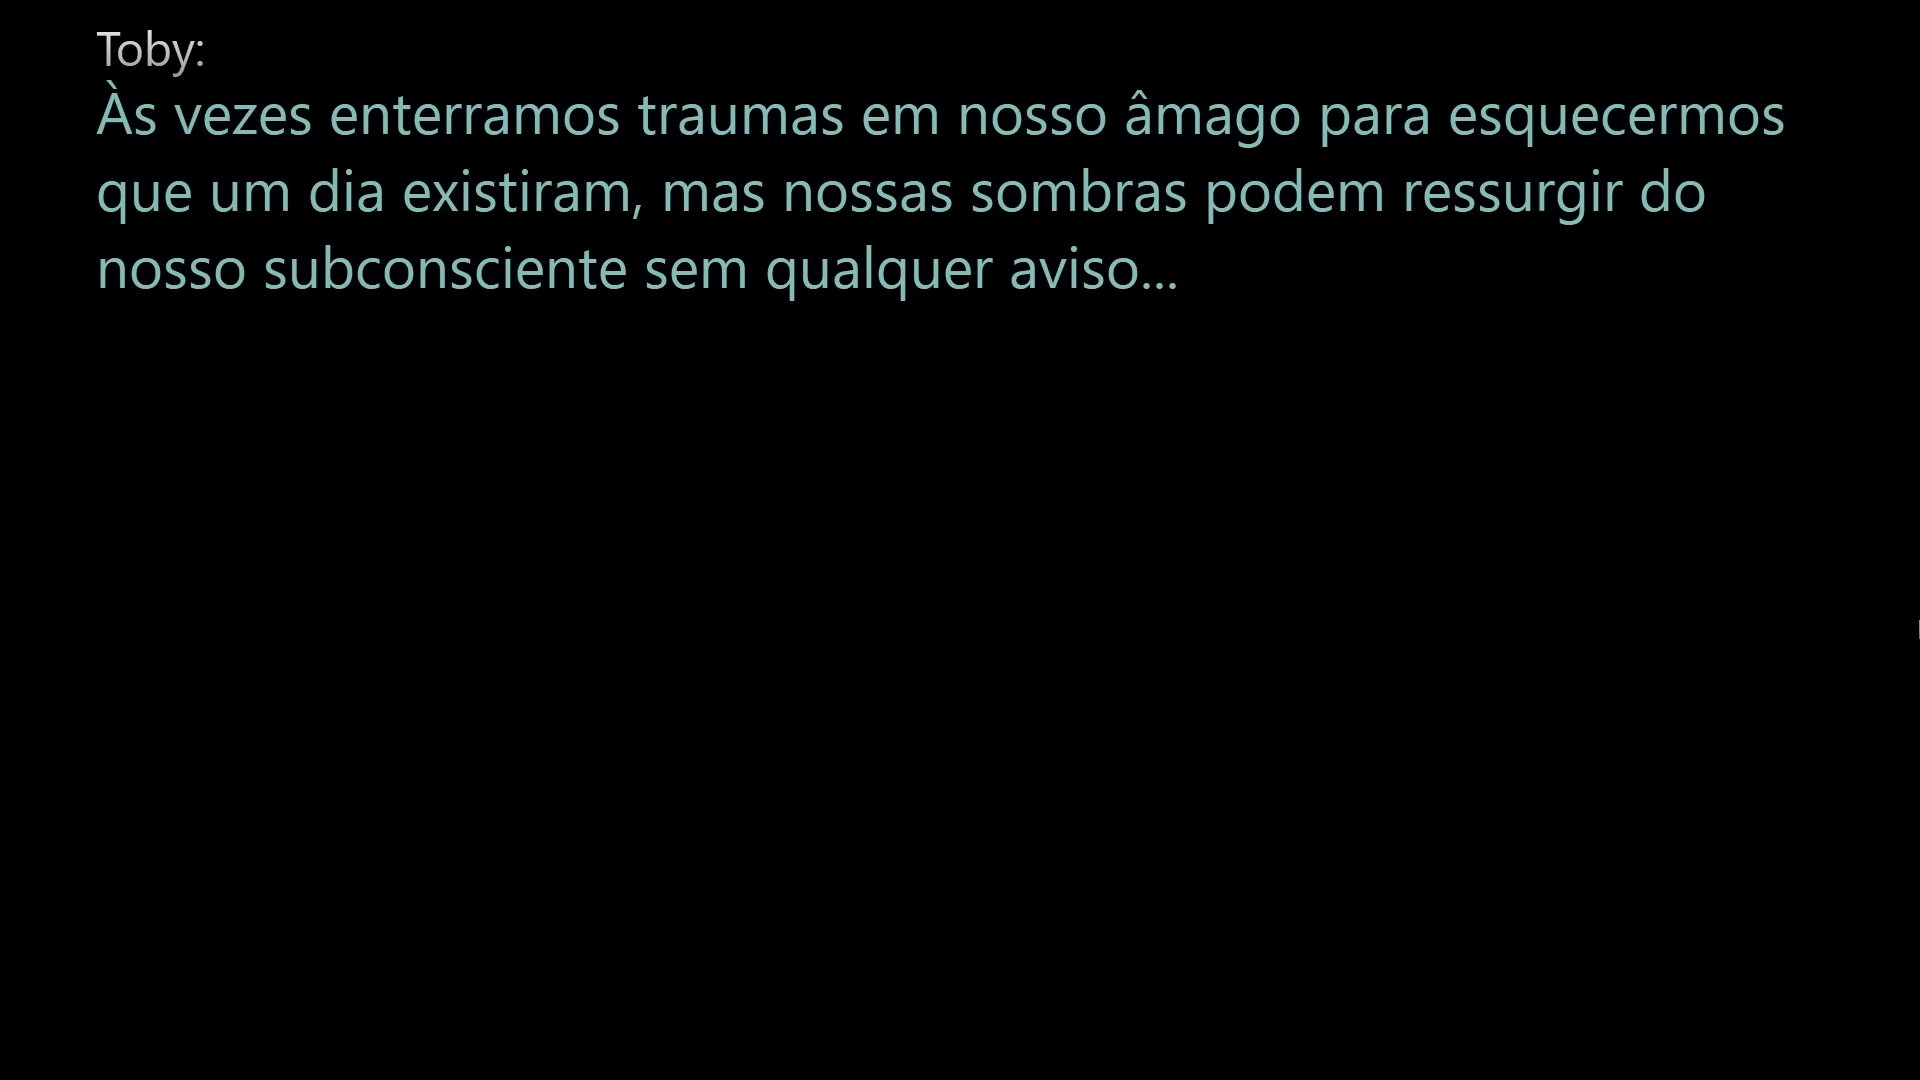 Toby:
Às vezes enterramos traumas em nosso âmago para esquecermos
que um dia existiram, mas nossas sombras podem ressurgir do
nosso subconsciente sem qualquer aviso...